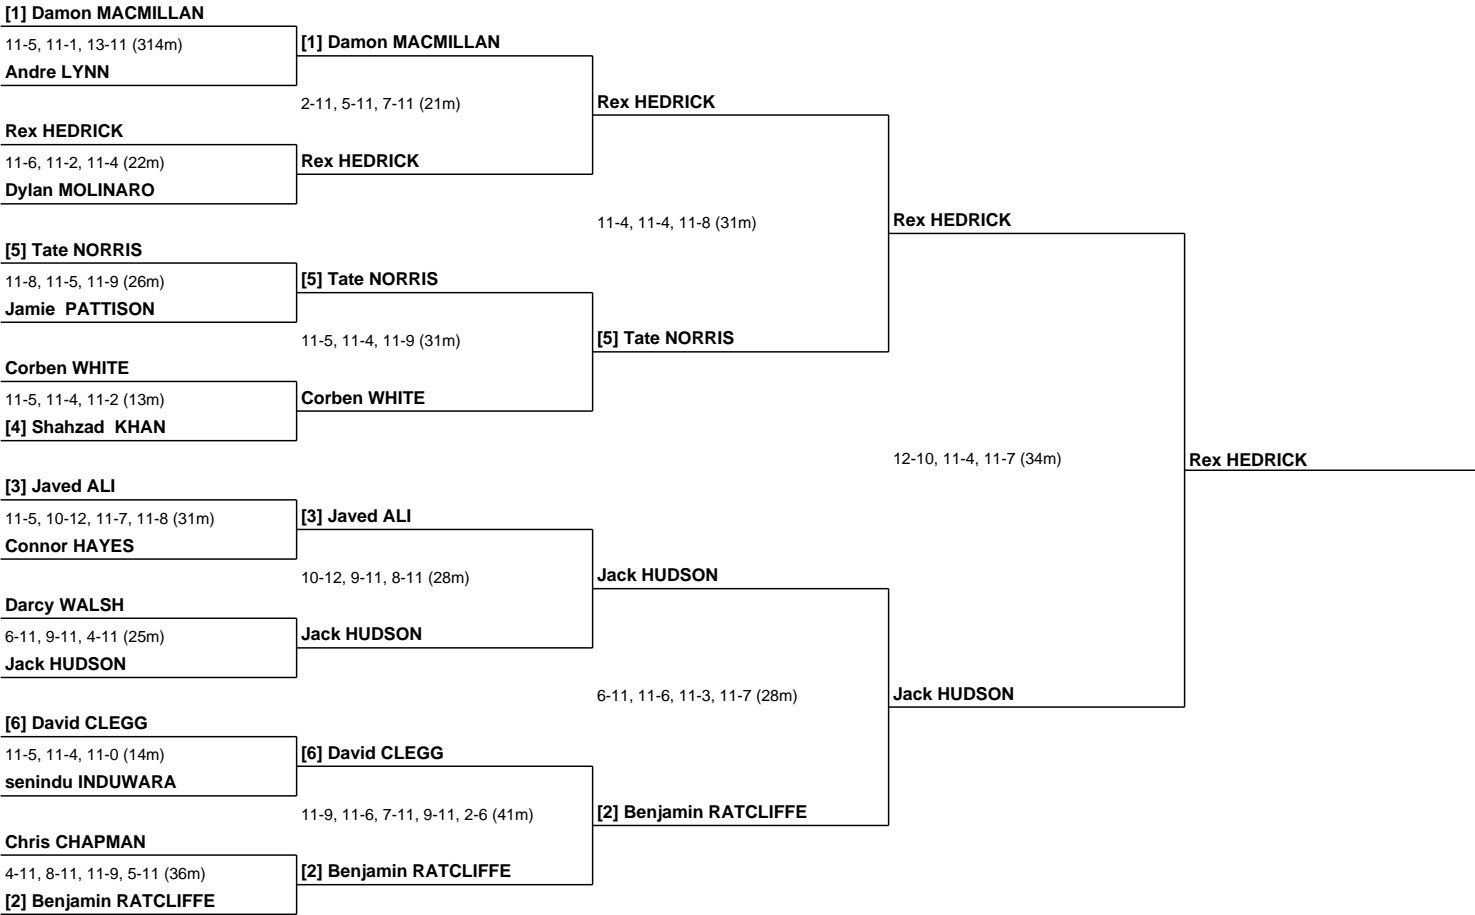 [1] Damon MACMILLAN
11-5, 11-1, 13-11 (314m)
[1] Damon MACMILLAN
Andre LYNN
2-11, 5-11, 7-11 (21m)
Rex HEDRICK
Rex HEDRICK
11-6, 11-2, 11-4 (22m)
Rex HEDRICK
Dylan MOLINARO
11-4, 11-4, 11-8 (31m)
Rex HEDRICK
[5] Tate NORRIS
11-8, 11-5, 11-9 (26m)
[5] Tate NORRIS
Jamie  PATTISON
11-5, 11-4, 11-9 (31m)
[5] Tate NORRIS
Corben WHITE
11-5, 11-4, 11-2 (13m)
Corben WHITE
[4] Shahzad  KHAN
12-10, 11-4, 11-7 (34m)
Rex HEDRICK
[3] Javed ALI
11-5, 10-12, 11-7, 11-8 (31m)
[3] Javed ALI
Connor HAYES
10-12, 9-11, 8-11 (28m)
Jack HUDSON
Darcy WALSH
6-11, 9-11, 4-11 (25m)
Jack HUDSON
Jack HUDSON
6-11, 11-6, 11-3, 11-7 (28m)
Jack HUDSON
[6] David CLEGG
11-5, 11-4, 11-0 (14m)
[6] David CLEGG
senindu INDUWARA
11-9, 11-6, 7-11, 9-11, 2-6 (41m)
[2] Benjamin RATCLIFFE
Chris CHAPMAN
4-11, 8-11, 11-9, 5-11 (36m)
[2] Benjamin RATCLIFFE
[2] Benjamin RATCLIFFE